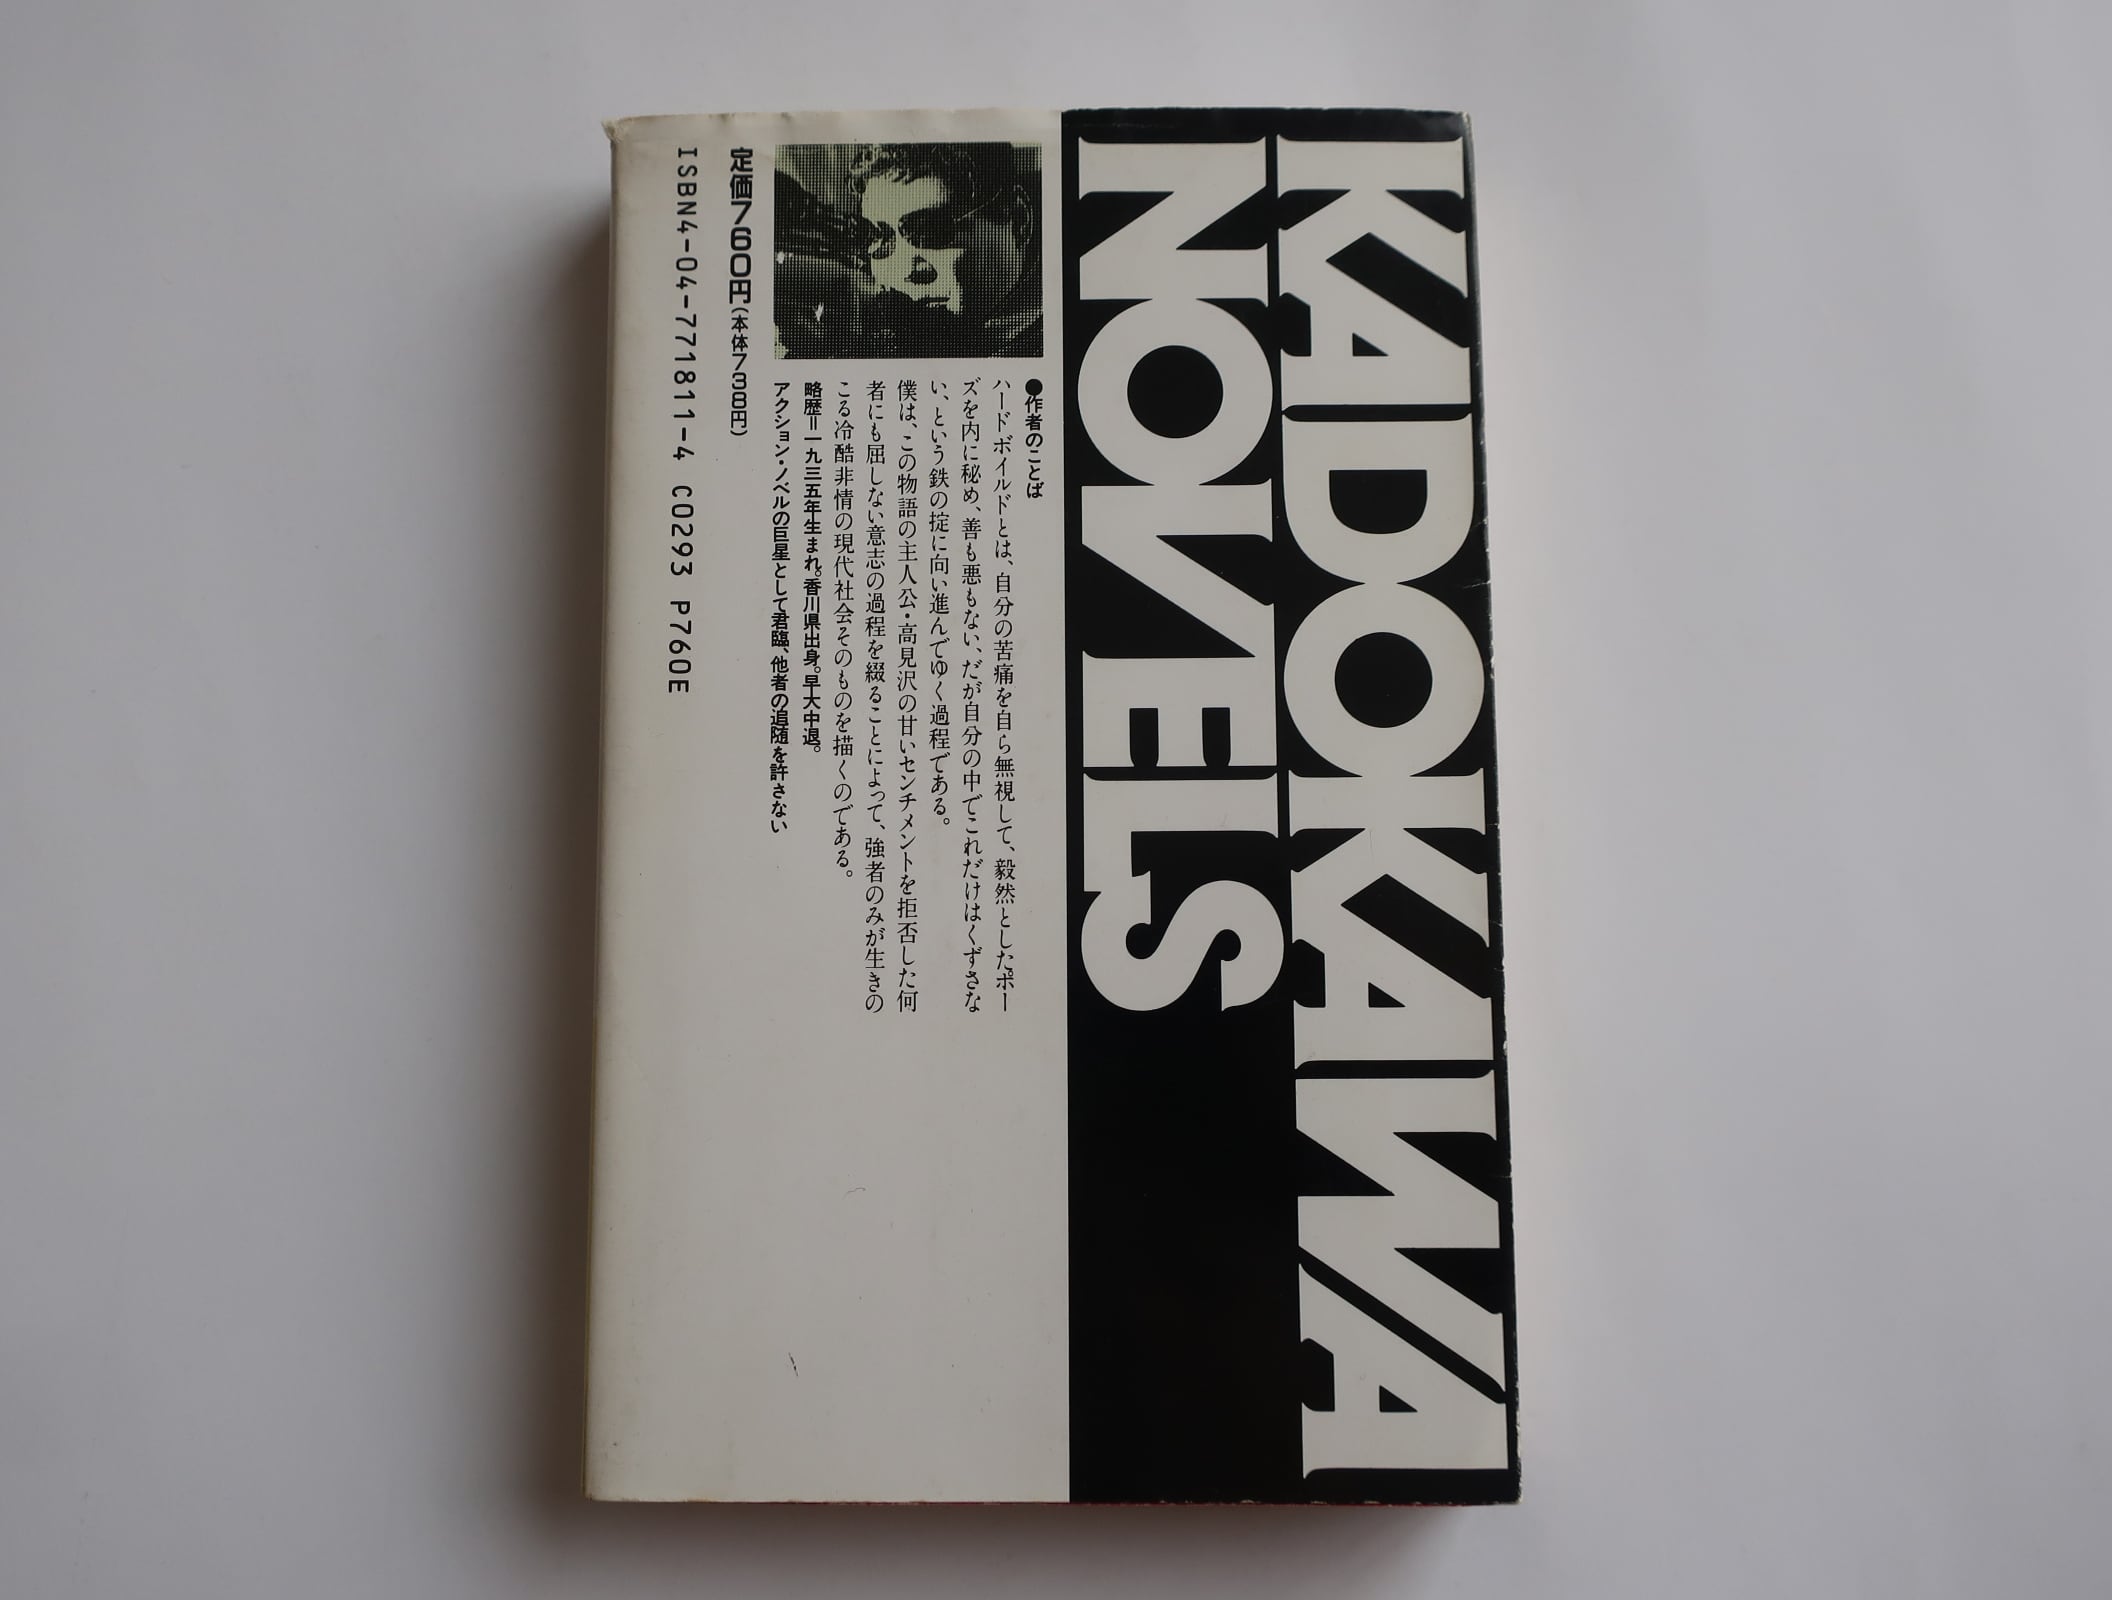 KADOKAWA
NOVELS
●作者のことば
ハードボイルドとは、自分の苦痛を自ら無視して、毅然としたポー
ズを内に秘め、善も悪もない、だが自分の中でこれだけはくずさな
い、という鉄の掟に向い進んでゆく過程である。
僕は、この物語の主人公・高見沢の甘いセンチメントを拒否した何
者にも屈しない意志の過程を綴ることによって、強者のみが生きの
こる冷酷非情の現代社会そのものを描くのである。
略歴＝一九三五年生まれ。香川県出身。早大中退。
アクション・ノベルの巨星として君臨、他者の追随を許さない
定価760円(本体738円)
ISBN4-04-771811-4 C0293 P760E